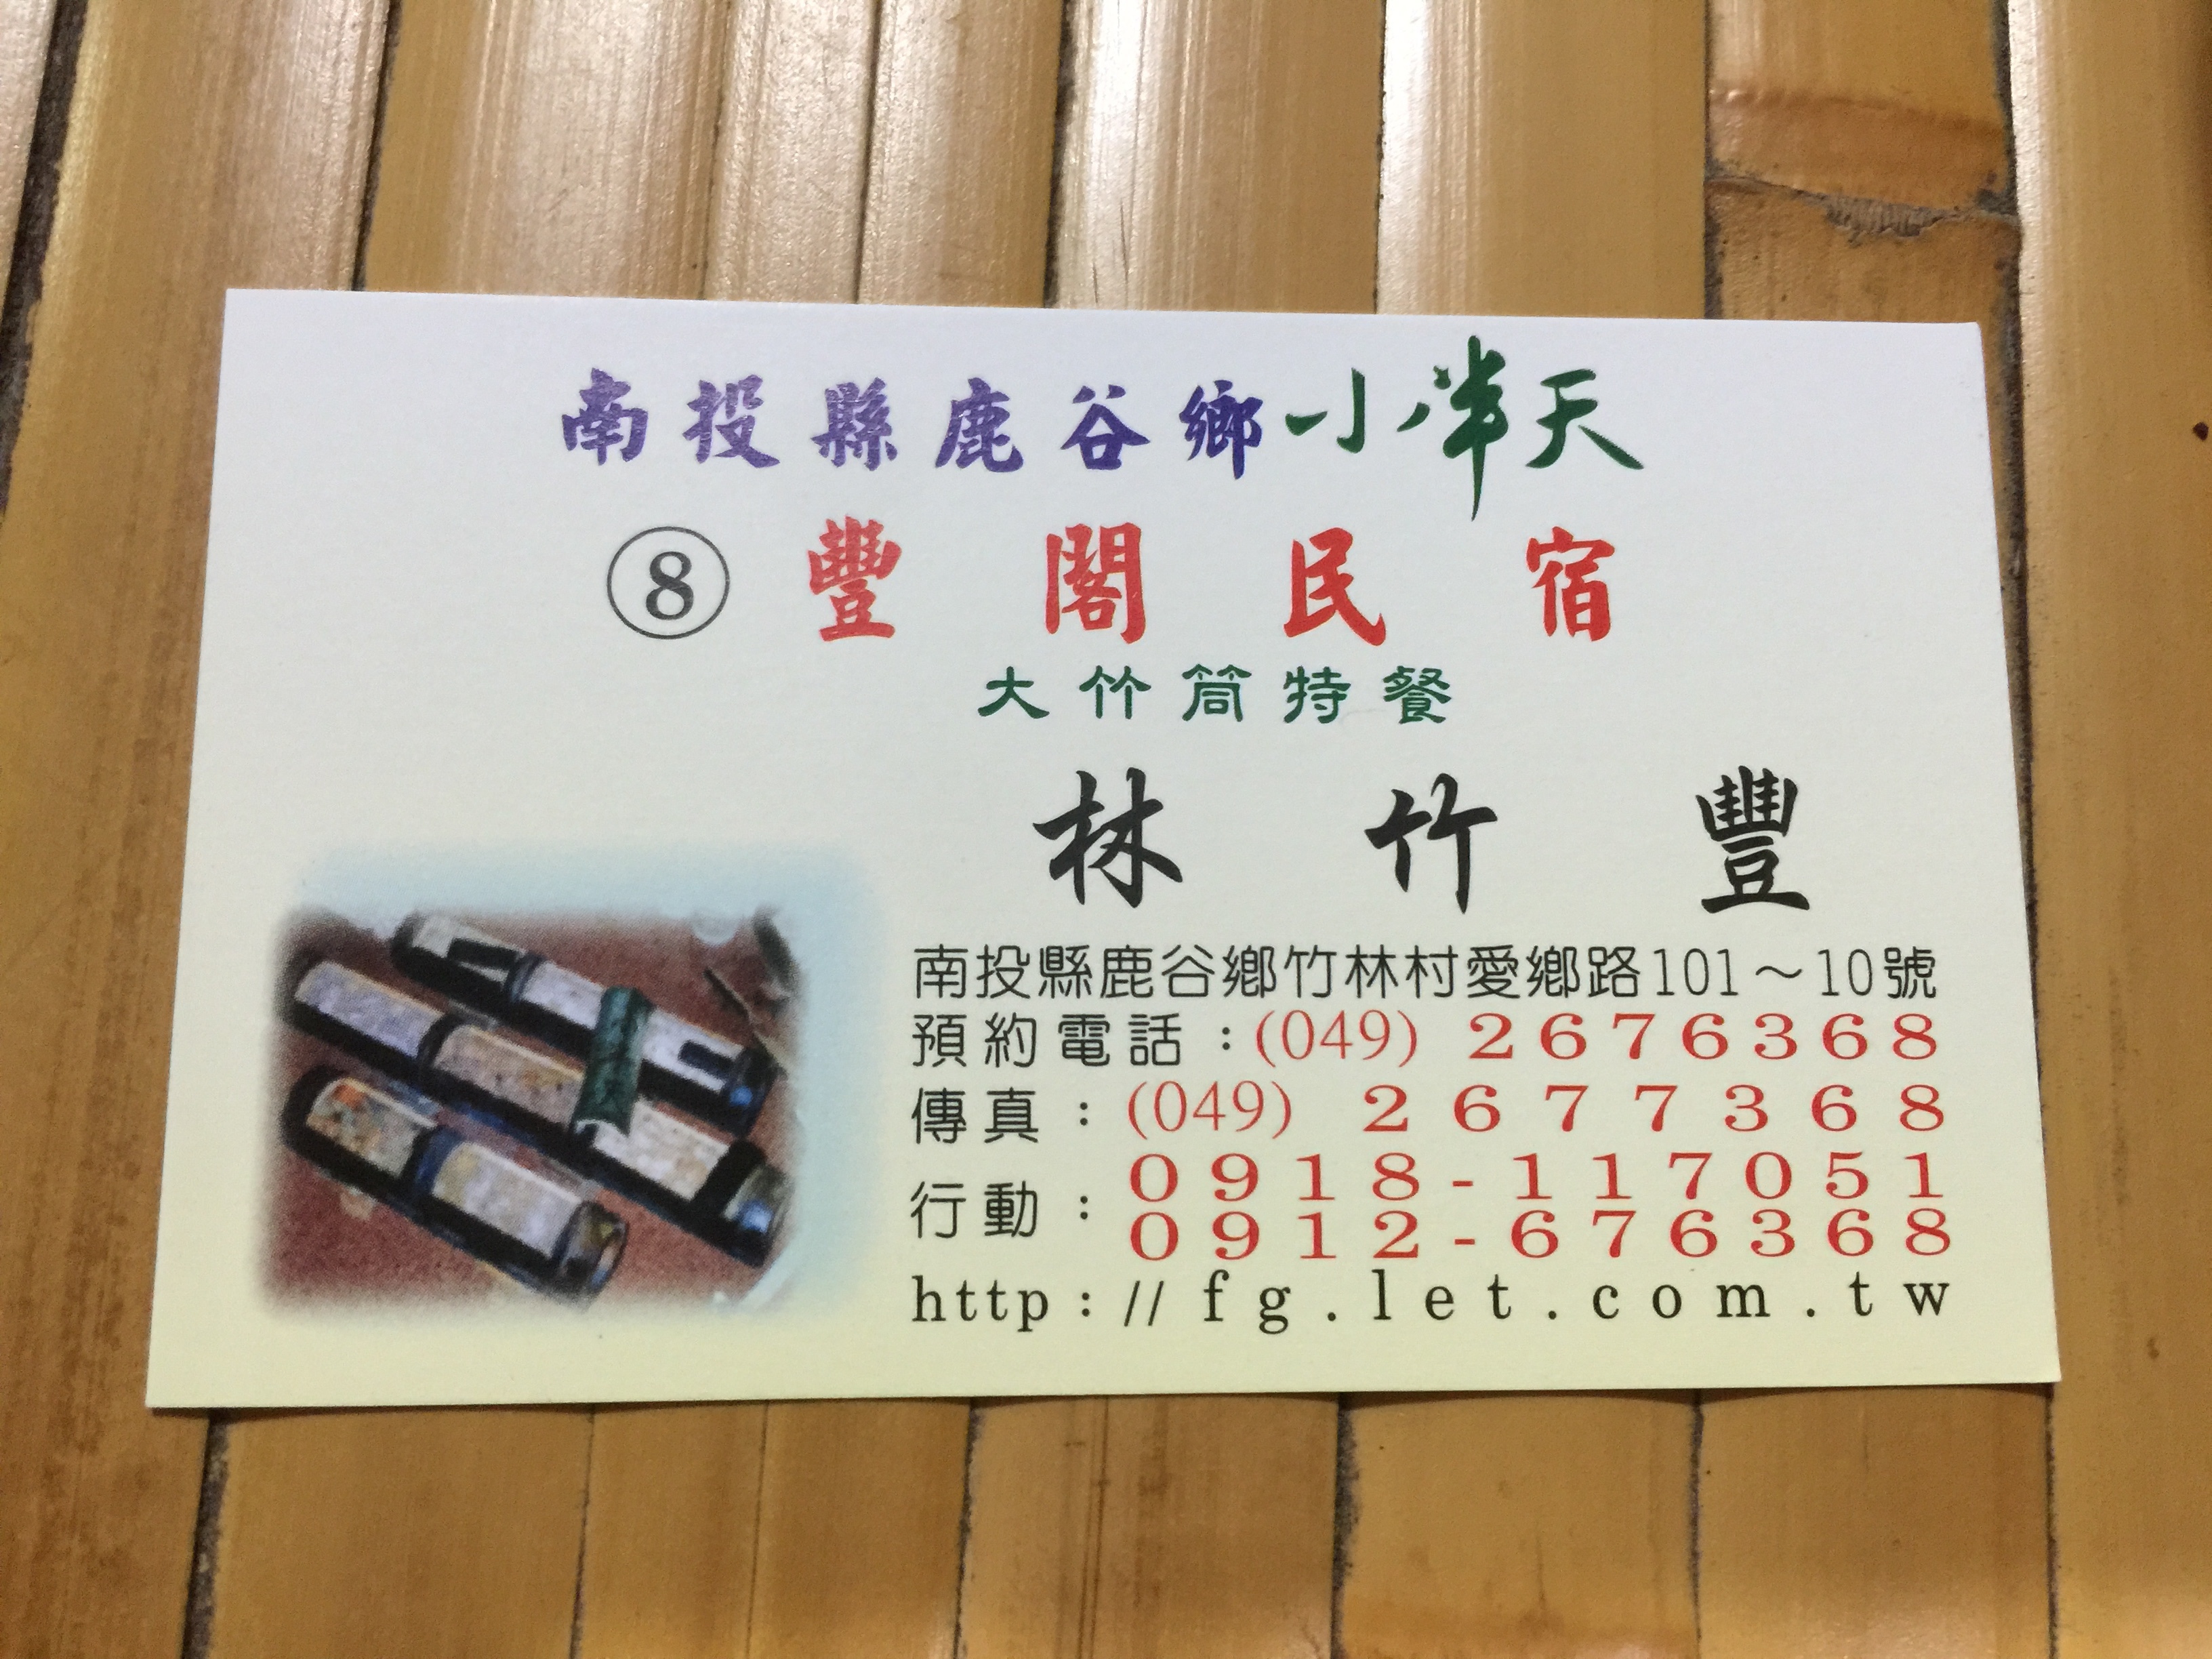 南投縣鹿谷鄉小半天
⑧ 豐閣民宿
大竹筒特餐
林竹豐
南投縣鹿谷鄉竹林村愛鄉路101～10號
預約電話：(049) 2676368
傳真：(049) 2677368
行動：0918-117051
0912-676368
http://fg.let.com.tw